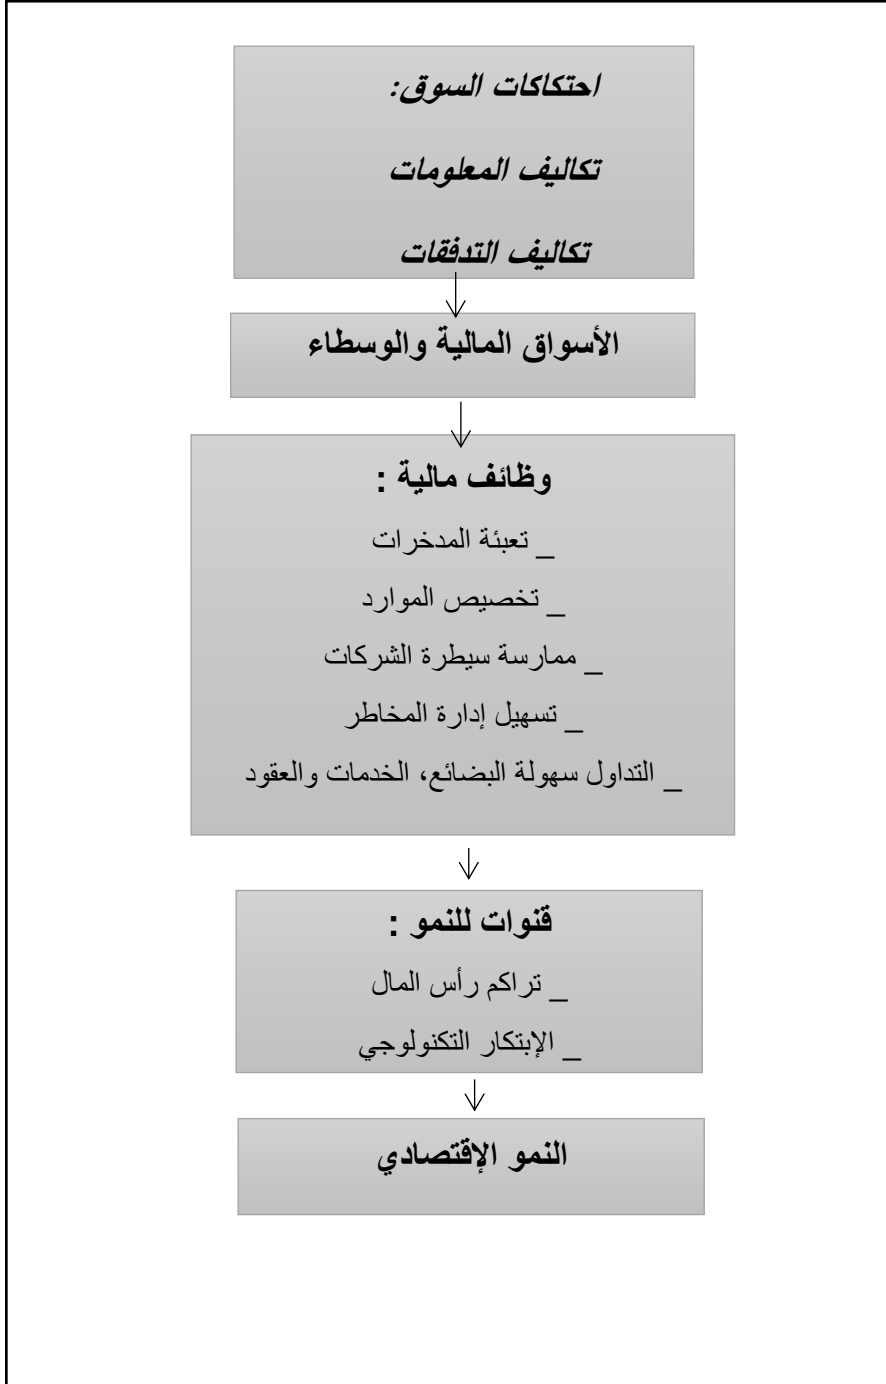 احتكاكات السوق:
تكاليف المعلومات
تكاليف التدفقات
الأسواق المالية والوسطاء
وظائف مالية :
_ تعبئة المدخرات
_ تخصيص الموارد
_ ممارسة سيطرة الشركات
_ تسهيل إدارة المخاطر
_ التداول سهولة البضائع، الخدمات والعقود
قنوات للنمو :
_ تراكم رأس المال
_ الإبتكار التكنولوجي
النمو الإقتصادي